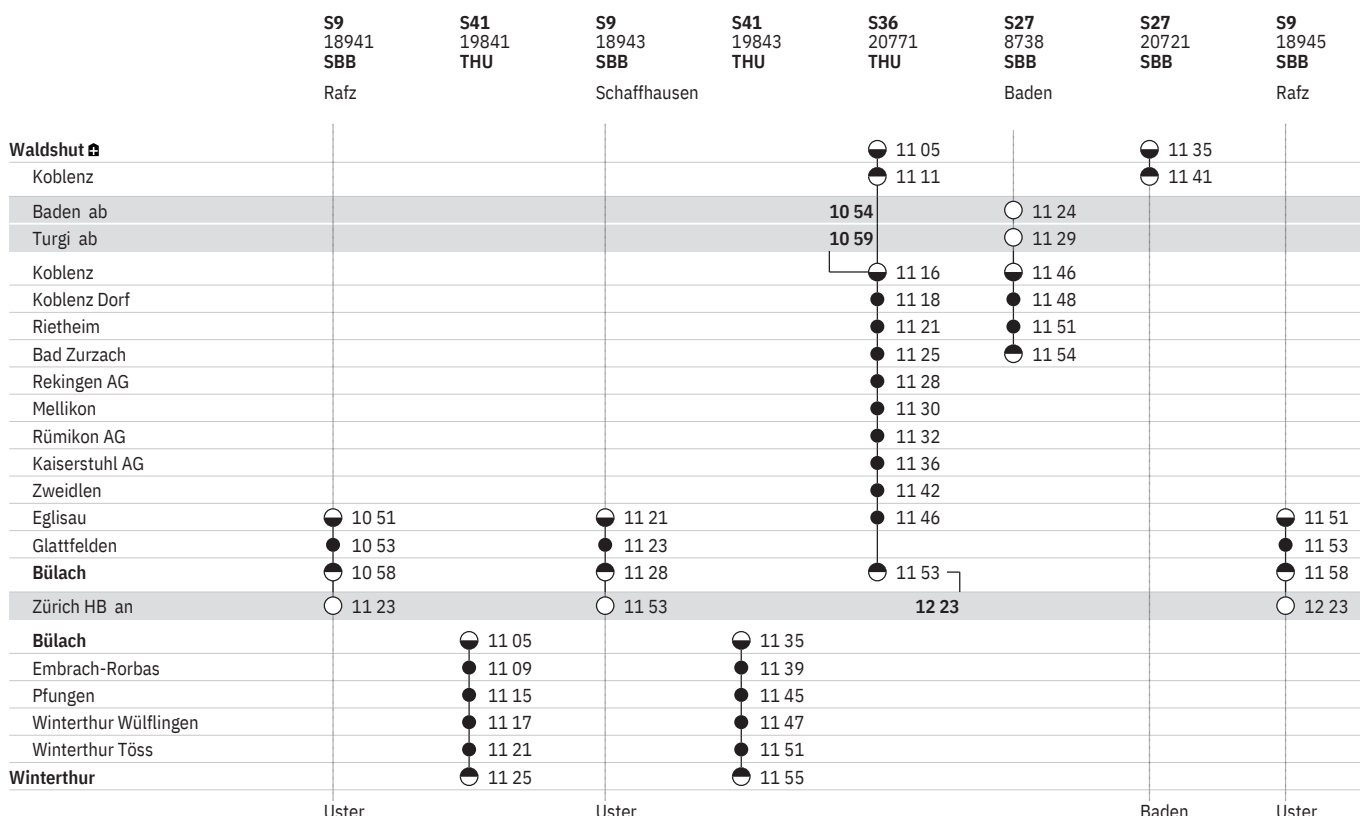 S9 S41 S9 S41 S36 S27 S27 S9
18941 19841 18943 19843 20771 8738 20721 18945
SBB THU SBB THU THU SBB SBB SBB
Rafz Schaffhausen Baden Rafz
Waldshut 11 05 11 35
Koblenz 11 11 11 41
Baden ab 10 54 11 24
Turgi ab 10 59 11 29
Koblenz 11 16 11 46
Koblenz Dorf 11 18 11 48
Rietheim 11 21 11 51
Bad Zurzach 11 25 11 54
Rekingen AG 11 28
Mellikon 11 30
Rümikon AG 11 32
Kaiserstuhl AG 11 36
Zweidlen 11 42
Eglisau 10 51 11 21 11 46 11 51
Glattfelden 10 53 11 23 11 53
Bülach 10 58 11 28 11 53 11 58
Zürich HB an 11 23 11 53 12 23 12 23
Bülach 11 05 11 35
Embrach-Rorbas 11 09 11 39
Pfungen 11 15 11 45
Winterthur Wülflingen 11 17 11 47
Winterthur Töss 11 21 11 51
Winterthur 11 25 11 55
Uster Uster Baden Uster